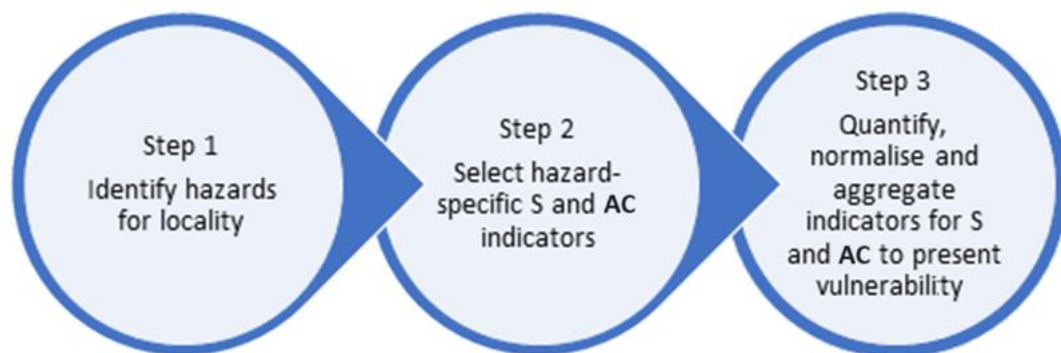 Step 1
Identify hazards
for locality
Step 2
Select hazard-
specific S and AC
indicators
Step 3
Quantify,
normalise and
aggregate
indicators for S
and AC to present
vulnerability